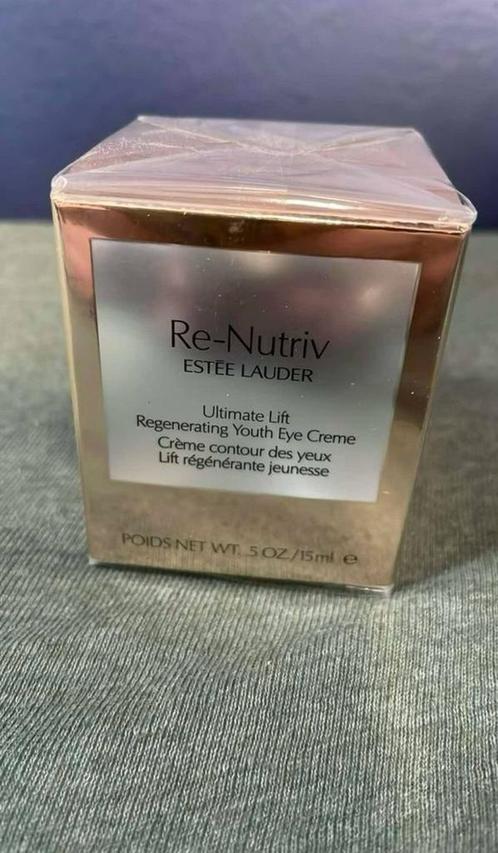 Re-Nutriv
ESTĒE LAUDER
Ultimate Lift
Regenerating Youth Eye Creme
Crème contour des yeux
Lift régénérante jeunesse
POIDS NET WT. .5 OZ./15ml e